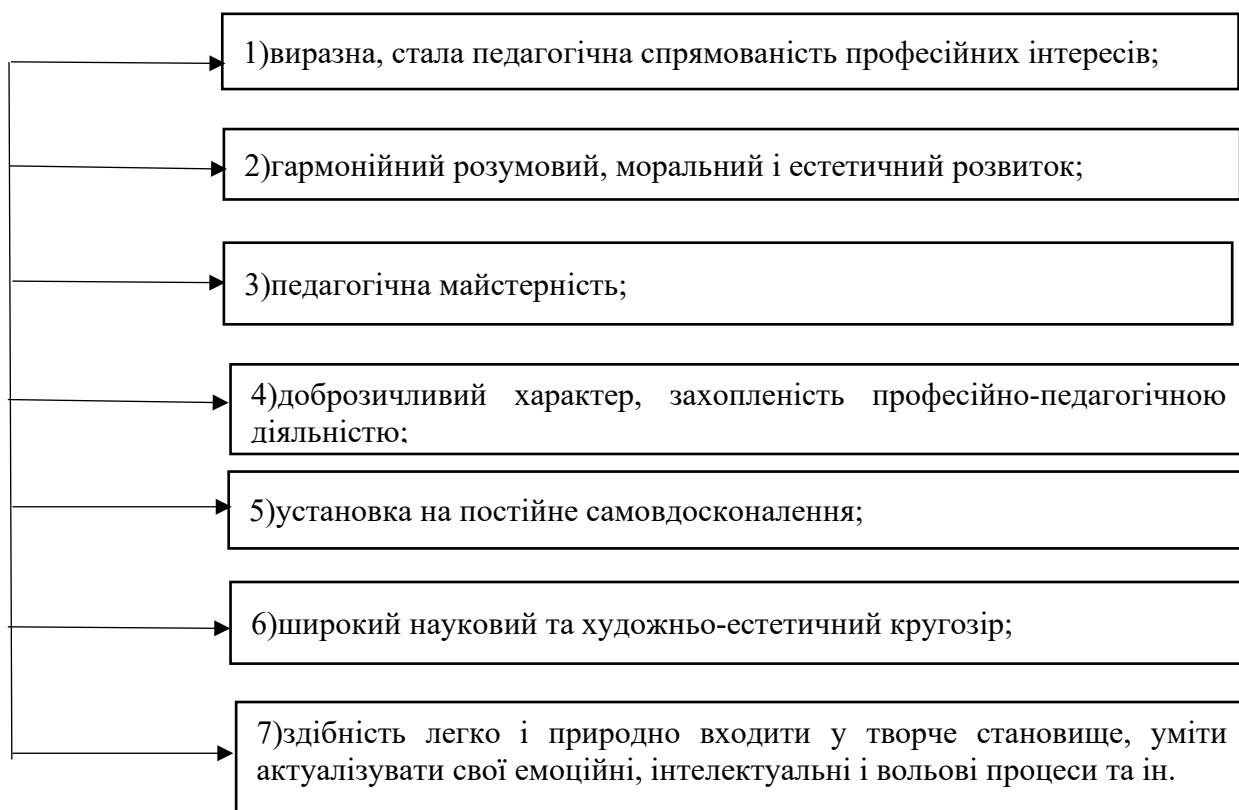 1)виразна, стала педагогічна спрямованість професійних інтересів;
2)гармонійний розумовий, моральний і естетичний розвиток;
3)педагогічна майстерність;
4)доброзичливий характер, захопленість професійно-педагогічною
діяльністю;
5)установка на постійне самовдосконалення;
6)широкий науковий та художньо-естетичний кругозір;
7)здібність легко і природно входити у творче становище, уміти
актуалізувати свої емоційні, інтелектуальні і вольові процеси та ін.